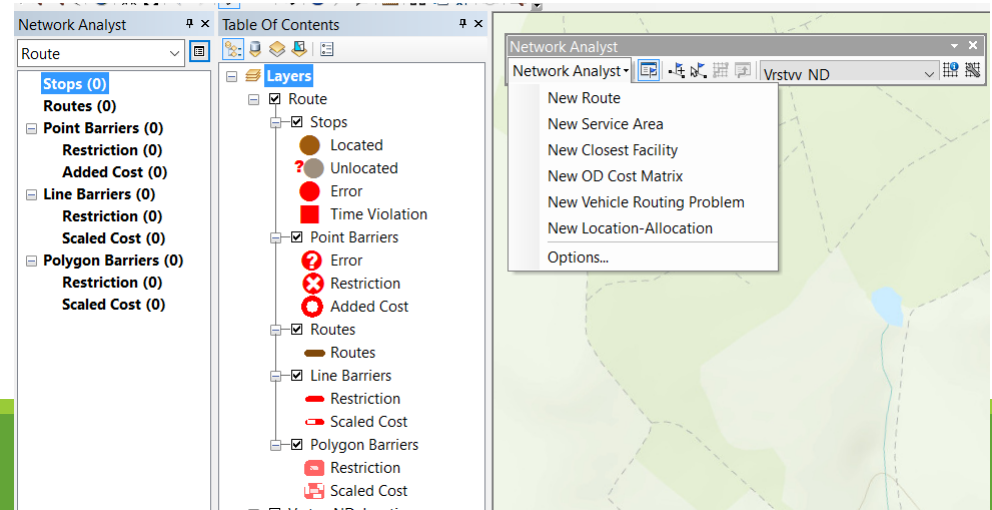 Network Analyst
Route
Stops (0)
Routes (0)
Point Barriers (0)
Restriction (0)
Added Cost (0)
Line Barriers (0)
Restriction (0)
Scaled Cost (0)
Polygon Barriers (0)
Restriction (0)
Scaled Cost (0)
Table Of Contents
Layers
Route
Stops
Located
? Unlocated
Error
Time Violation
Point Barriers
? Error
Restriction
Added Cost
Routes
Routes
Line Barriers
Restriction
Scaled Cost
Polygon Barriers
Restriction
Scaled Cost
Network Analyst
Network Analyst
Vrstvv ND
New Route
New Service Area
New Closest Facility
New OD Cost Matrix
New Vehicle Routing Problem
New Location-Allocation
Options...